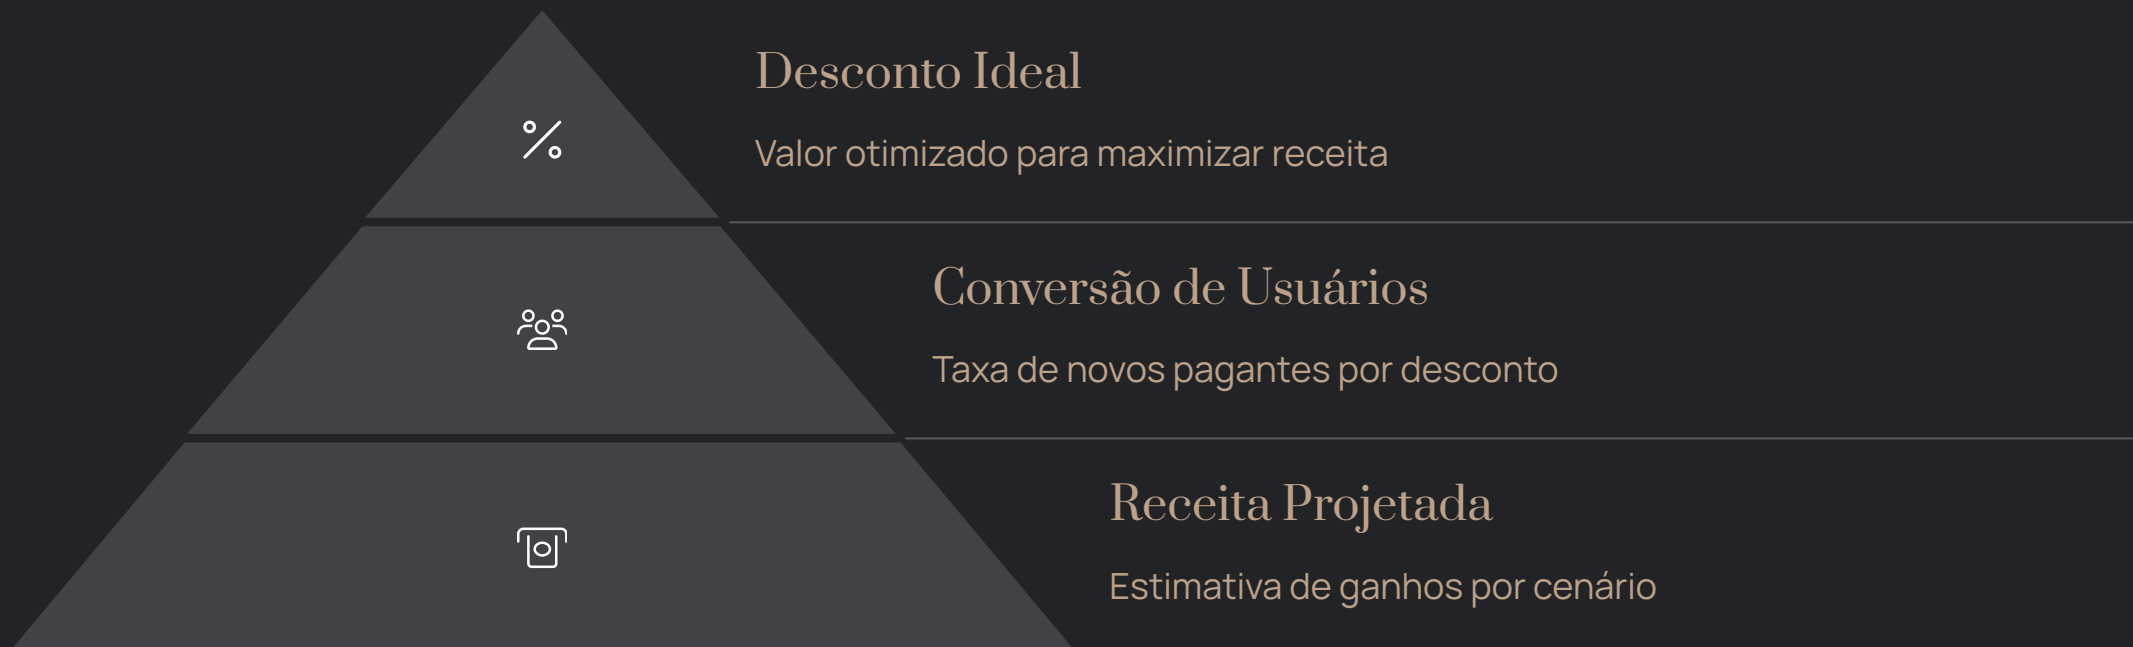 Desconto Ideal
Valor otimizado para maximizar receita
Conversão de Usuários
Taxa de novos pagantes por desconto
Receita Projetada
Estimativa de ganhos por cenário